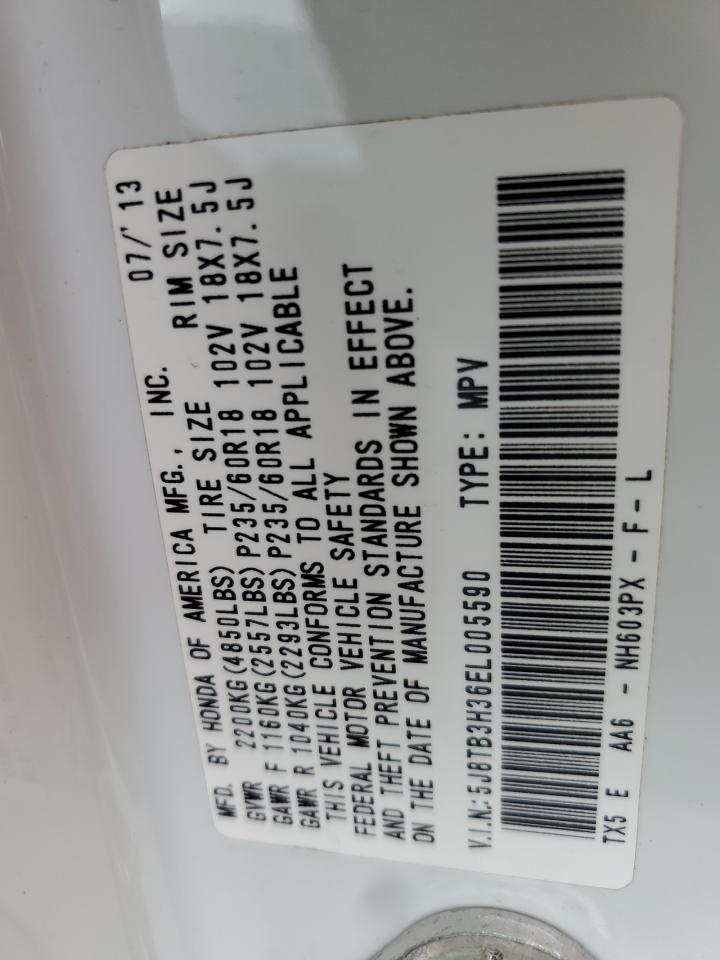 MFD. BY HONDA OF AMERICA MFG., INC. 07/'13
GVWR 2200KG(4850LBS) TIRE SIZE RIM SIZE
GAWR F 1160KG(2557LBS)P235/60R18 102V 18X7.5J
GAWR R 1040KG(2293LBS)P235/60R18 102V 18X7.5J
THIS VEHICLE CONFORMS TO ALL APPLICABLE
FEDERAL MOTOR VEHICLE SAFETY
AND THEFT PREVENTION STANDARDS IN EFFECT
ON THE DATE OF MANUFACTURE SHOWN ABOVE.
V.I.N.:5J8TB3H36EL005590 TYPE: MPV
TX5 E AA6 - NH603PX - F - L